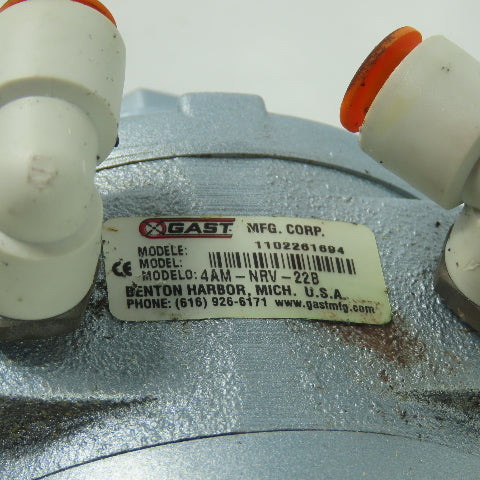 GAST MFG. CORP.
MODELE: 1102261694
MODEL:
CE MODELO: 4AM-NRV-22B
BENTON HARBOR, MICH. U.S.A.
PHONE: (616) 926-6171 www.gastmfg.com